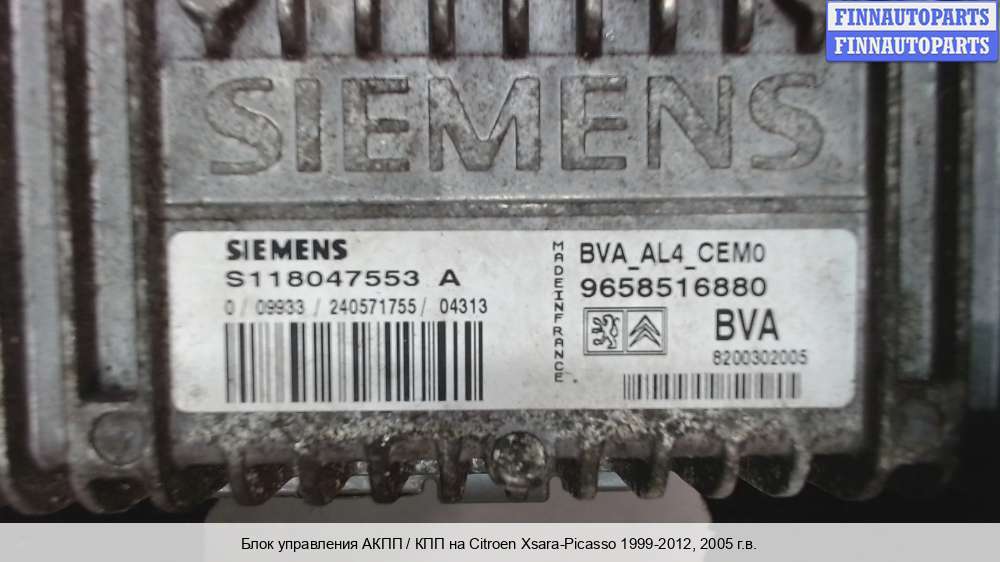 FINNAUTOPARTS
FINNAUTOPARTS
SIEMENS
SIEMENS
S118047553 A
0/ 09933 / 240571755/ 04313
MADEINFRANCE
BVA_AL4_CEM0
9658516880
BVA
8200302005
Блок управления АКПП / КПП на Citroen Xsara-Picasso 1999-2012, 2005 г.в.